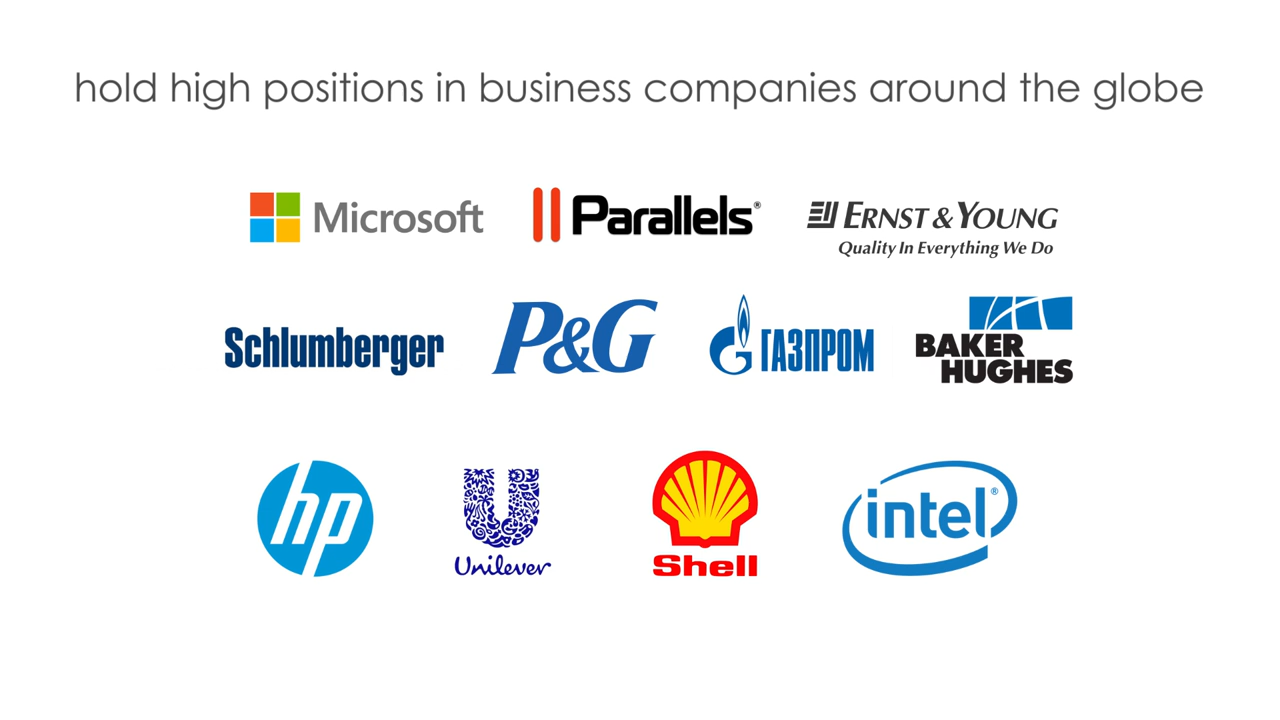 hold high positions in business companies around the globe
Microsoft
Parallels®
ERNST & YOUNG
Quality In Everything We Do
Schlumberger
P&G
ГАЗПРОМ
BAKER
HUGHES
hp
Unilever
Shell
intel®